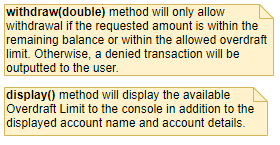 withdraw(double) method will only allow
withdrawal if the requested amount is within the
remaining balance or within the allowed overdraft
limit. Otherwise, a denied transaction will be
outputted to the user.
display() method will display the available
Overdraft Limit to the console in addition to the
displayed account name and account details.